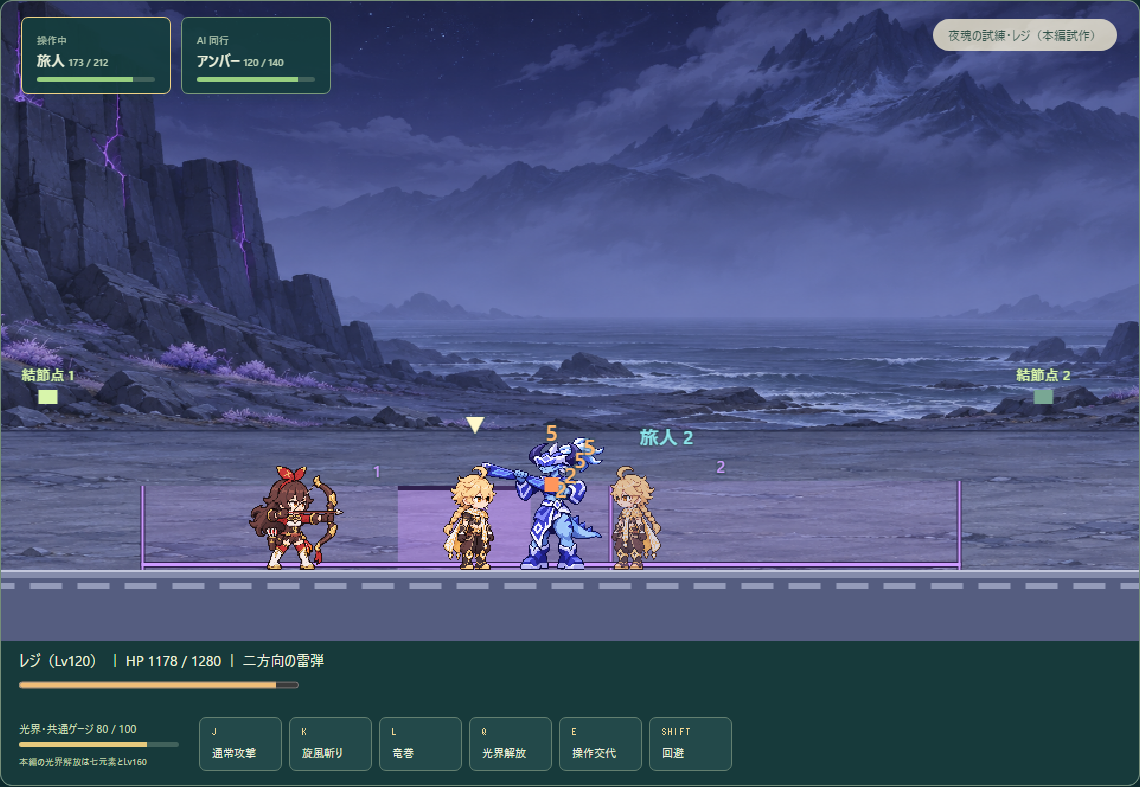 操作中
旅人 173 / 212
AI 同行
アンバー 120 / 140
夜魂の試練・レジ（本編試作）
結節点 1
結節点 2
旅人 2
5
5
5
2
2
1
2
レジ（Lv120） | HP 1178 / 1280 | 二方向の雷弾
光界・共通ゲージ 80 / 100
本編の光界解放は七元素とLv160
J
通常攻撃
K
旋風斬り
L
竜巻
Q
光界解放
E
操作交代
SHIFT
回避